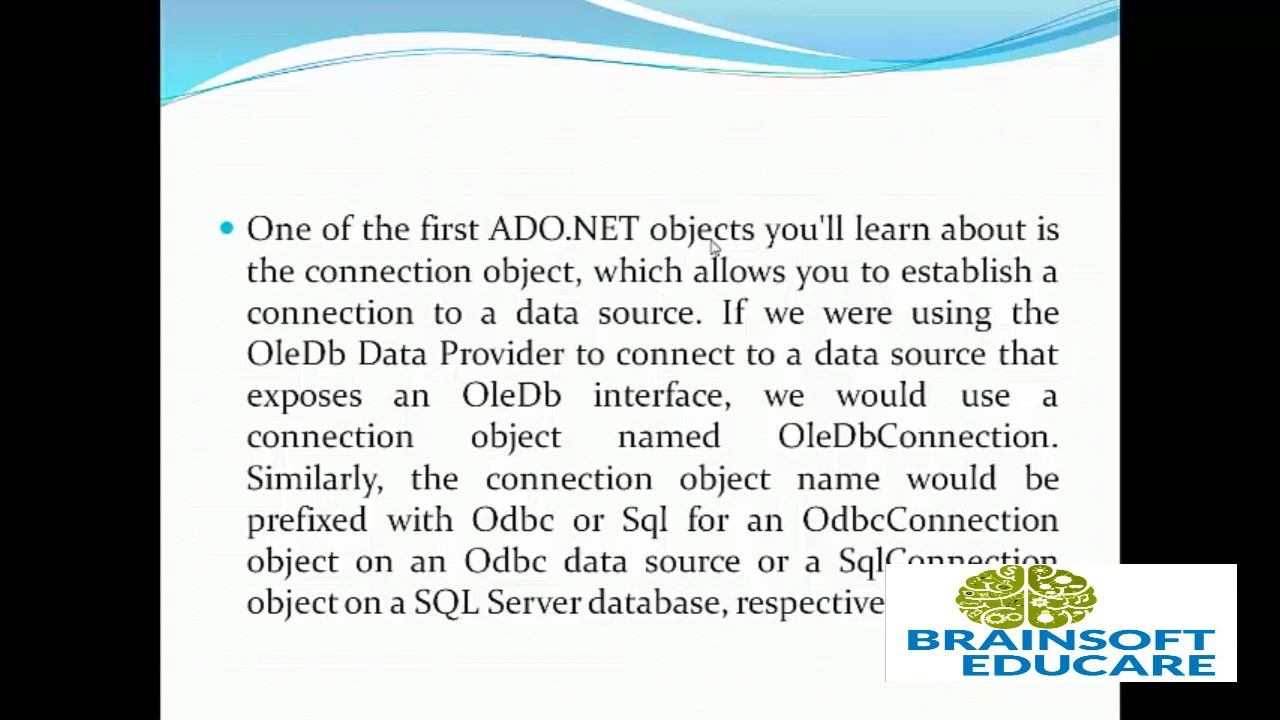 One of the first ADO.NET objects you'll learn about is
the connection object, which allows you to establish a
connection to a data source. If we were using the
OleDb Data Provider to connect to a data source that
exposes an OleDb interface, we would use a
connection object named OleDbConnection.
Similarly, the connection object name would be
prefixed with Odbc or Sql for an OdbcConnection
object on an Odbc data source or a SqlConnection
object on a SQL Server database, respective
BRAINSOFT
EDUCARE